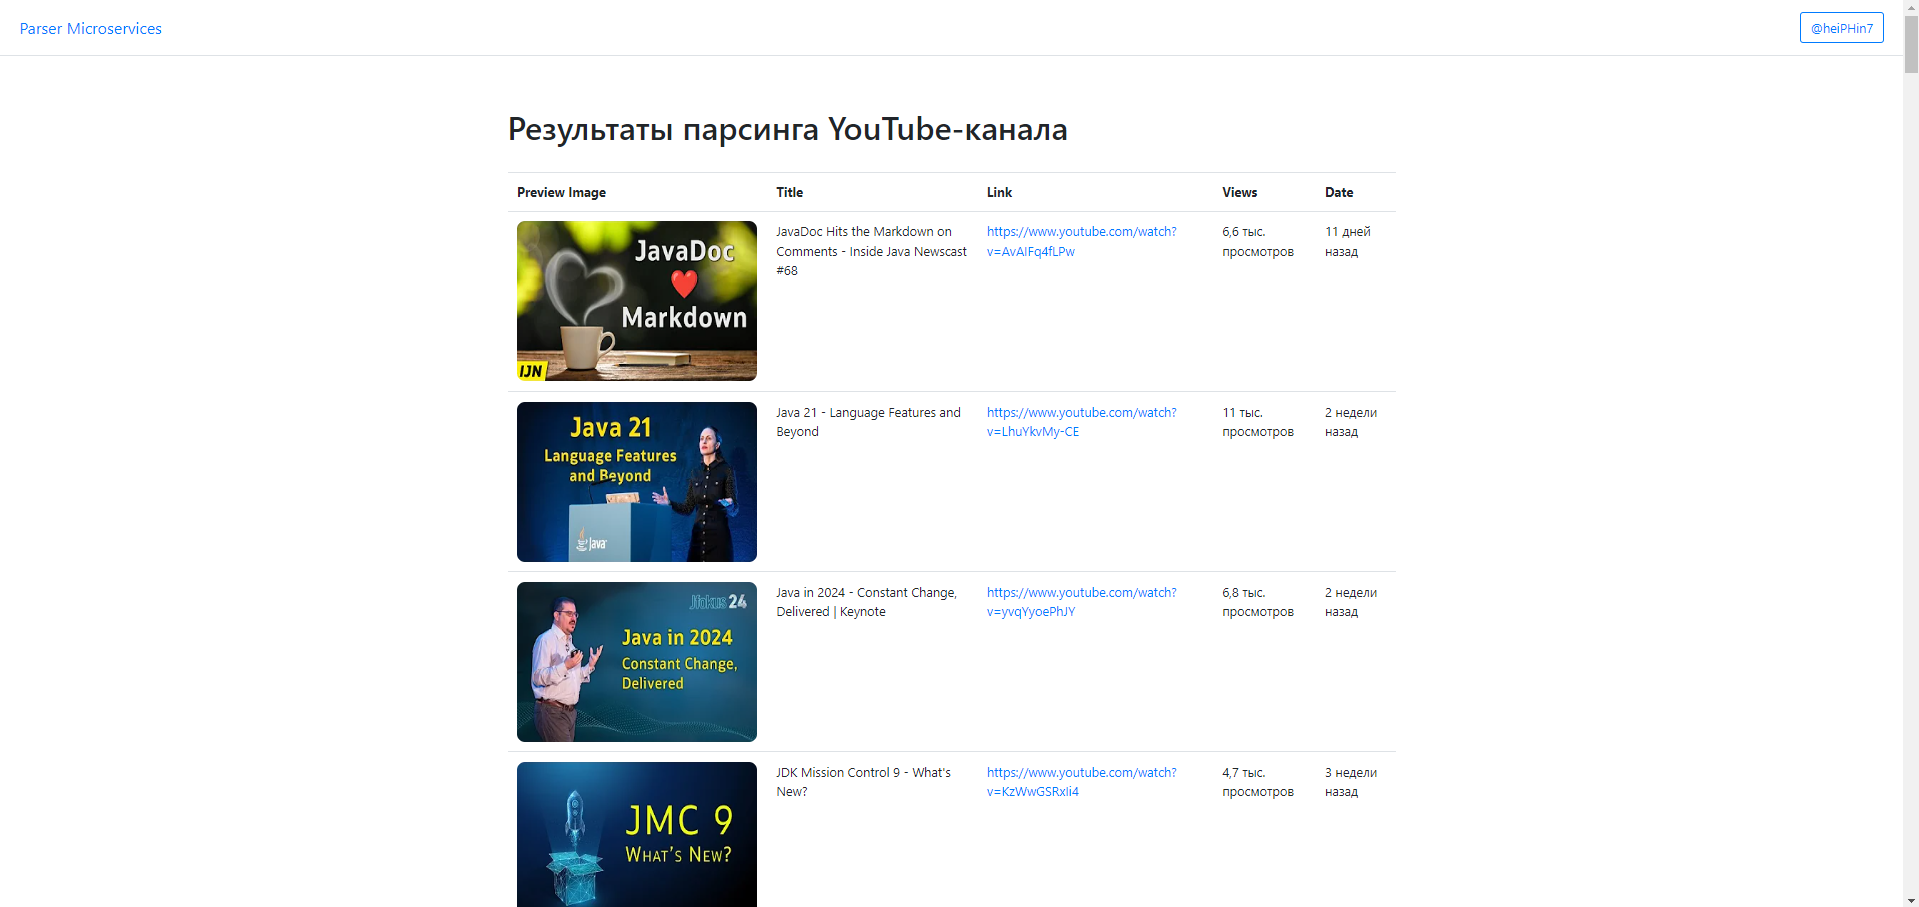 Parser Microservices
@heiPHin7
Результаты парсинга YouTube-канала
Preview Image
Title
Link
Views
Date
JavaDoc
Markdown
IJN
JavaDoc Hits the Markdown on
Comments - Inside Java Newscast
#68
https://www.youtube.com/watch?
v=AvAIFq4fLPw
6,6 тыс.
просмотров
11 дней
назад
Java 21
Language Features
and Beyond
Java
Java 21 - Language Features and
Beyond
https://www.youtube.com/watch?
v=LhuYkvMy-CE
11 тыс.
просмотров
2 недели
назад
Jfokus 24
Java in 2024
Constant Change,
Delivered
Java in 2024 - Constant Change,
Delivered | Keynote
https://www.youtube.com/watch?
v=yvqYyoePhJY
6,8 тыс.
просмотров
2 недели
назад
JMC 9
What's New?
JDK Mission Control 9 - What's
New?
https://www.youtube.com/watch?
v=KzWwGSRxIi4
4,7 тыс.
просмотров
3 недели
назад